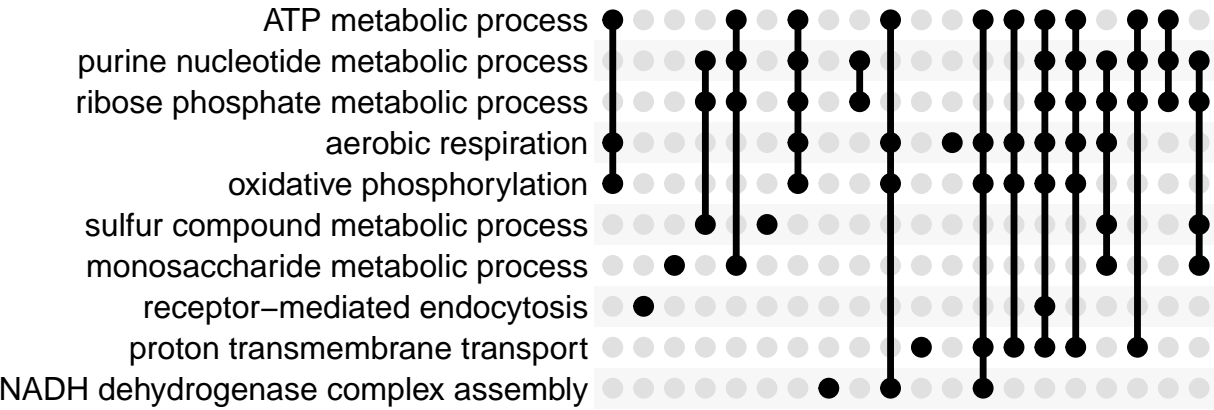 ATP metabolic process
purine nucleotide metabolic process
ribose phosphate metabolic process
aerobic respiration
oxidative phosphorylation
sulfur compound metabolic process
monosaccharide metabolic process
receptor−mediated endocytosis
proton transmembrane transport
NADH dehydrogenase complex assembly